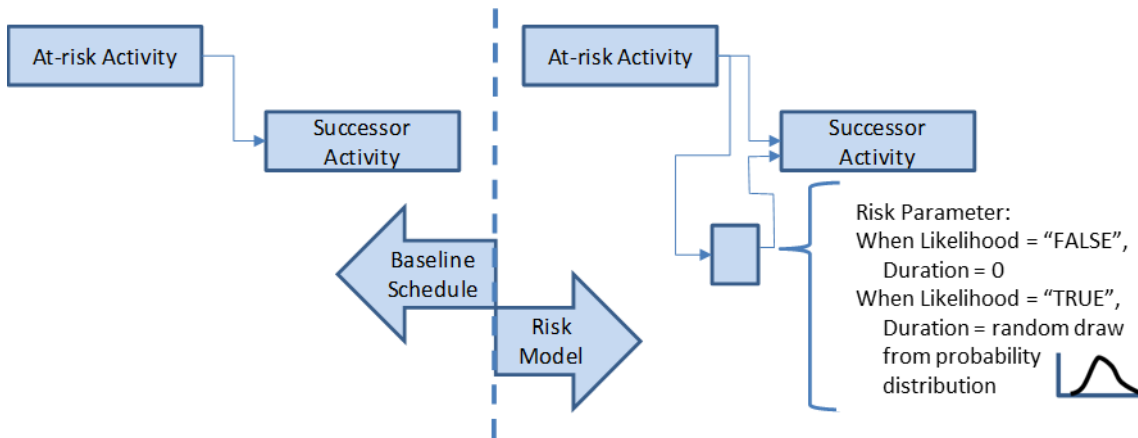 At-risk Activity
Successor
Activity
Baseline
Schedule
At-risk Activity
Successor
Activity
Risk
Model
Risk Parameter:
When Likelihood = “FALSE”,
Duration = 0
When Likelihood = “TRUE”,
Duration = random draw
from probability
distribution